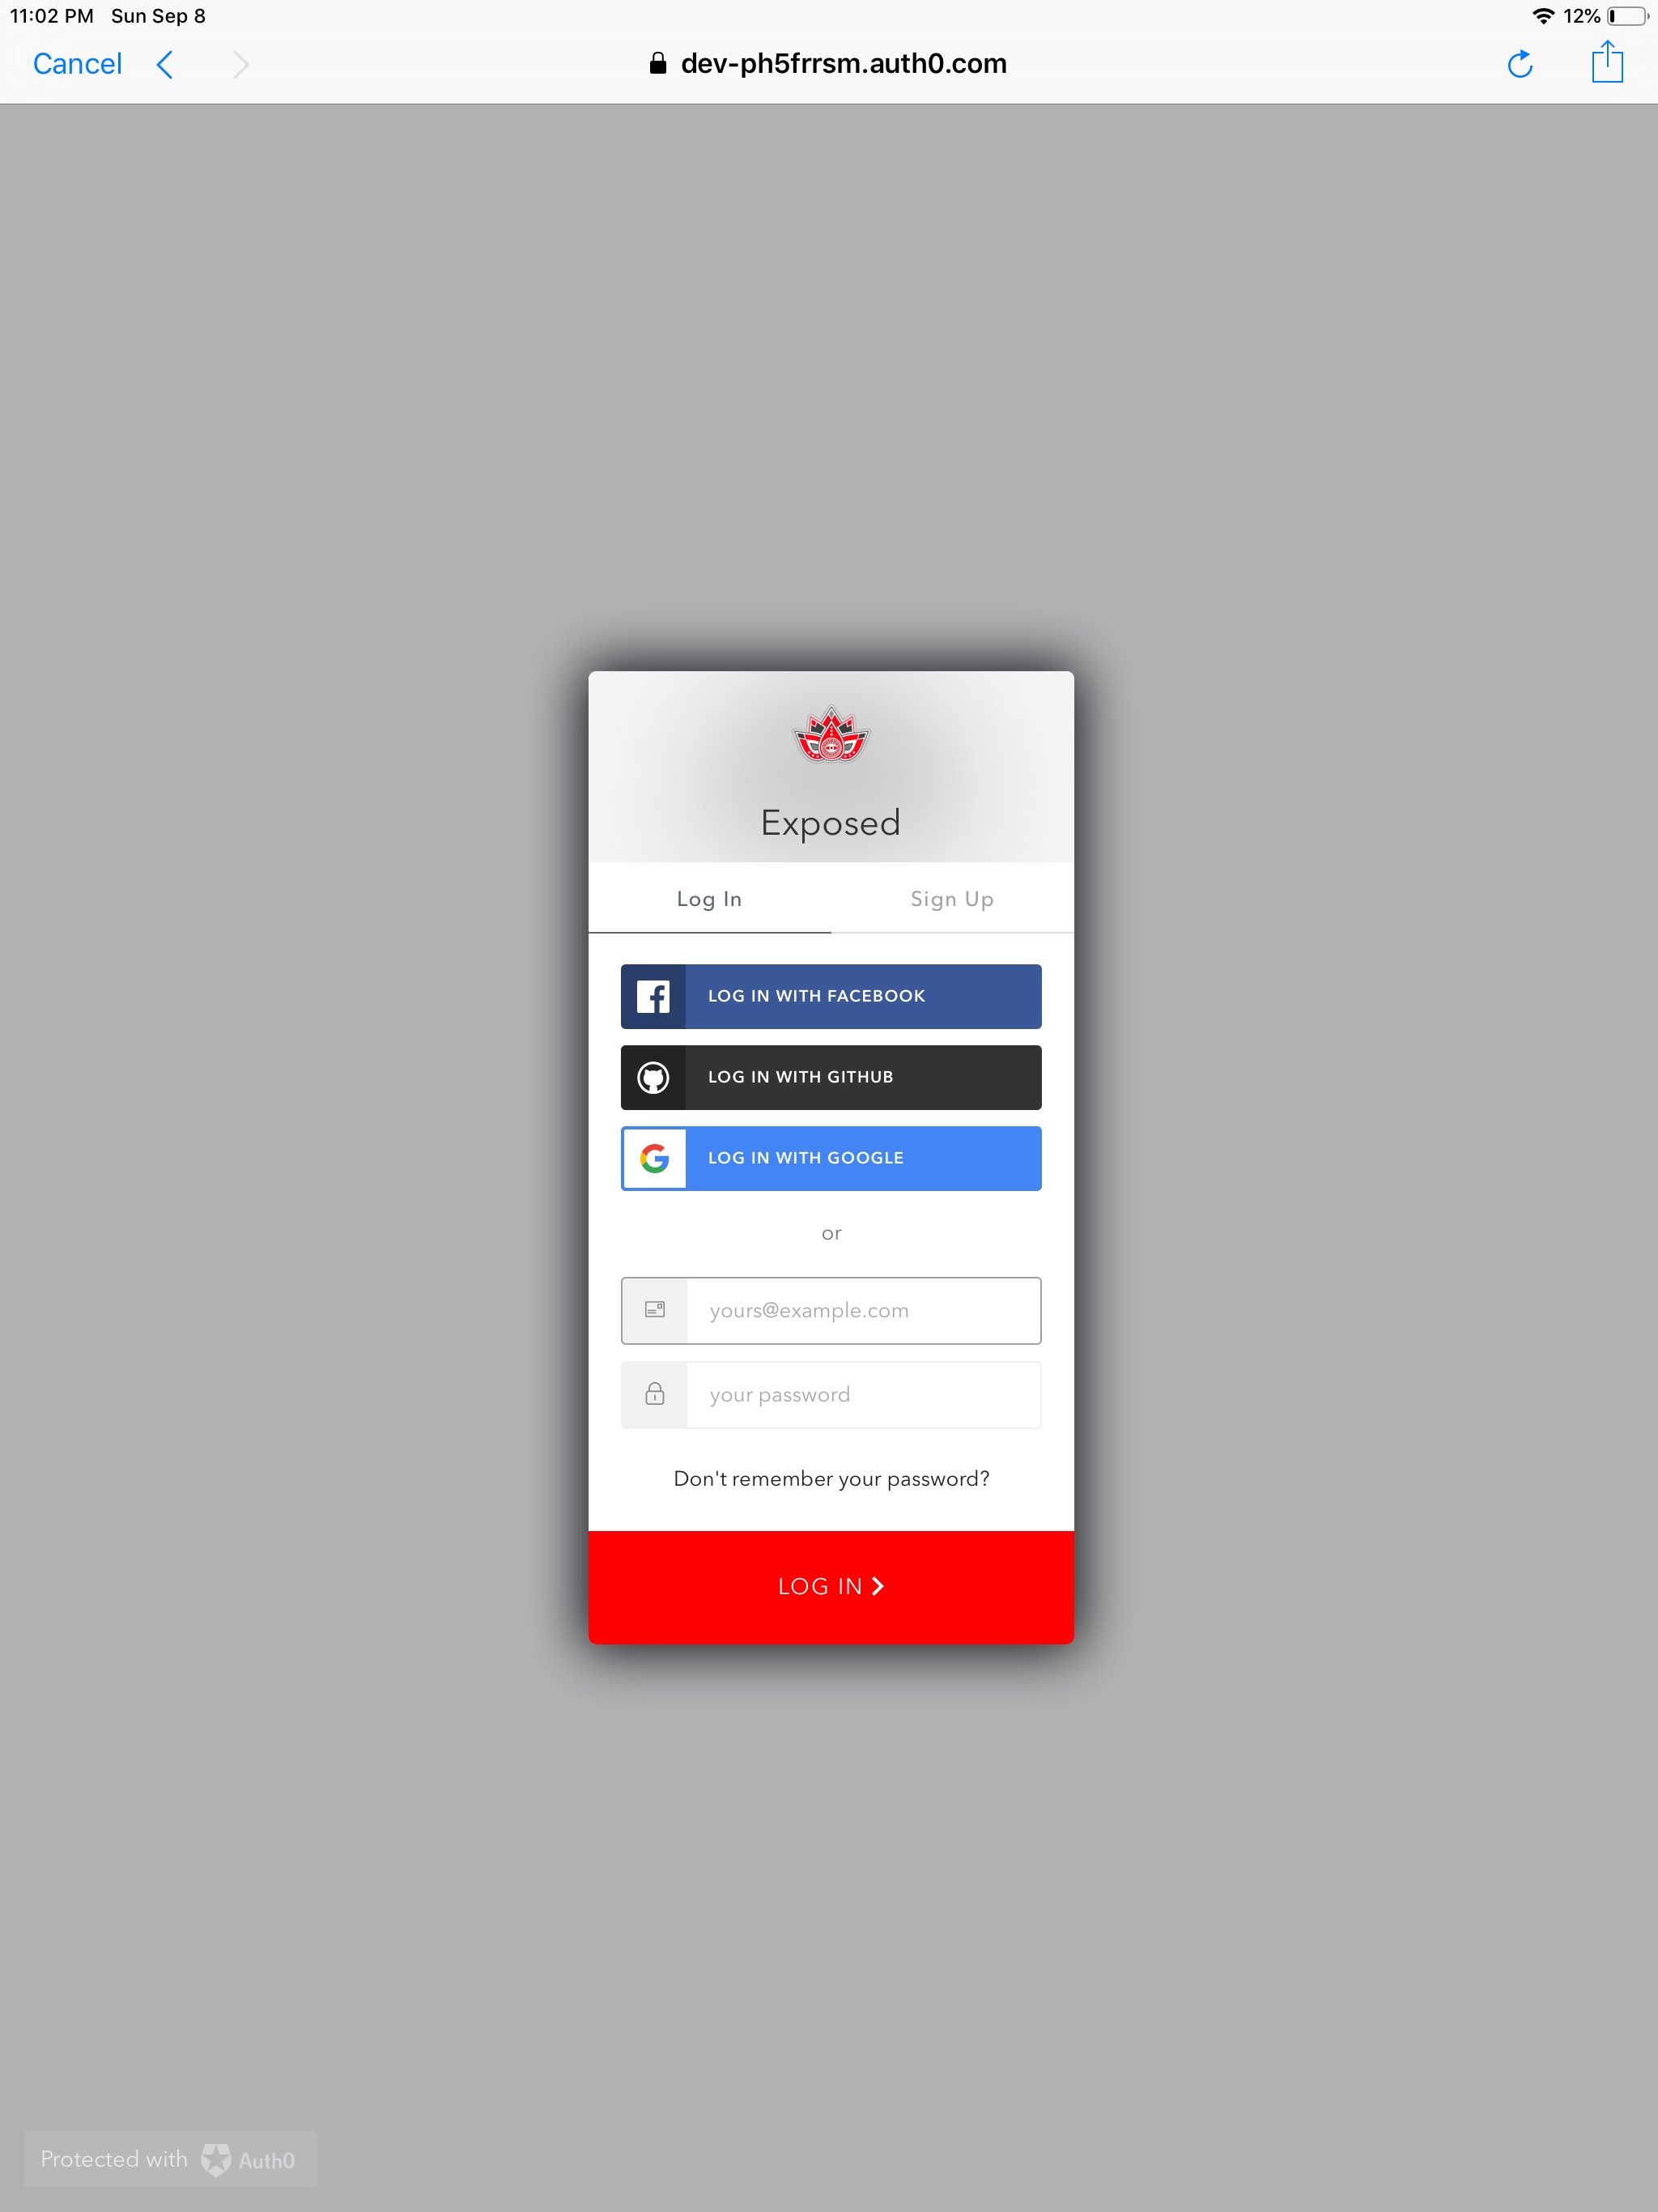 11:02 PM Sun Sep 8 12%
Cancel dev-ph5frrsm.auth0.com
Exposed
Log In Sign Up
LOG IN WITH FACEBOOK
LOG IN WITH GITHUB
LOG IN WITH GOOGLE
or
yours@example.com
your password
Don't remember your password?
LOG IN
Protected with Auth0